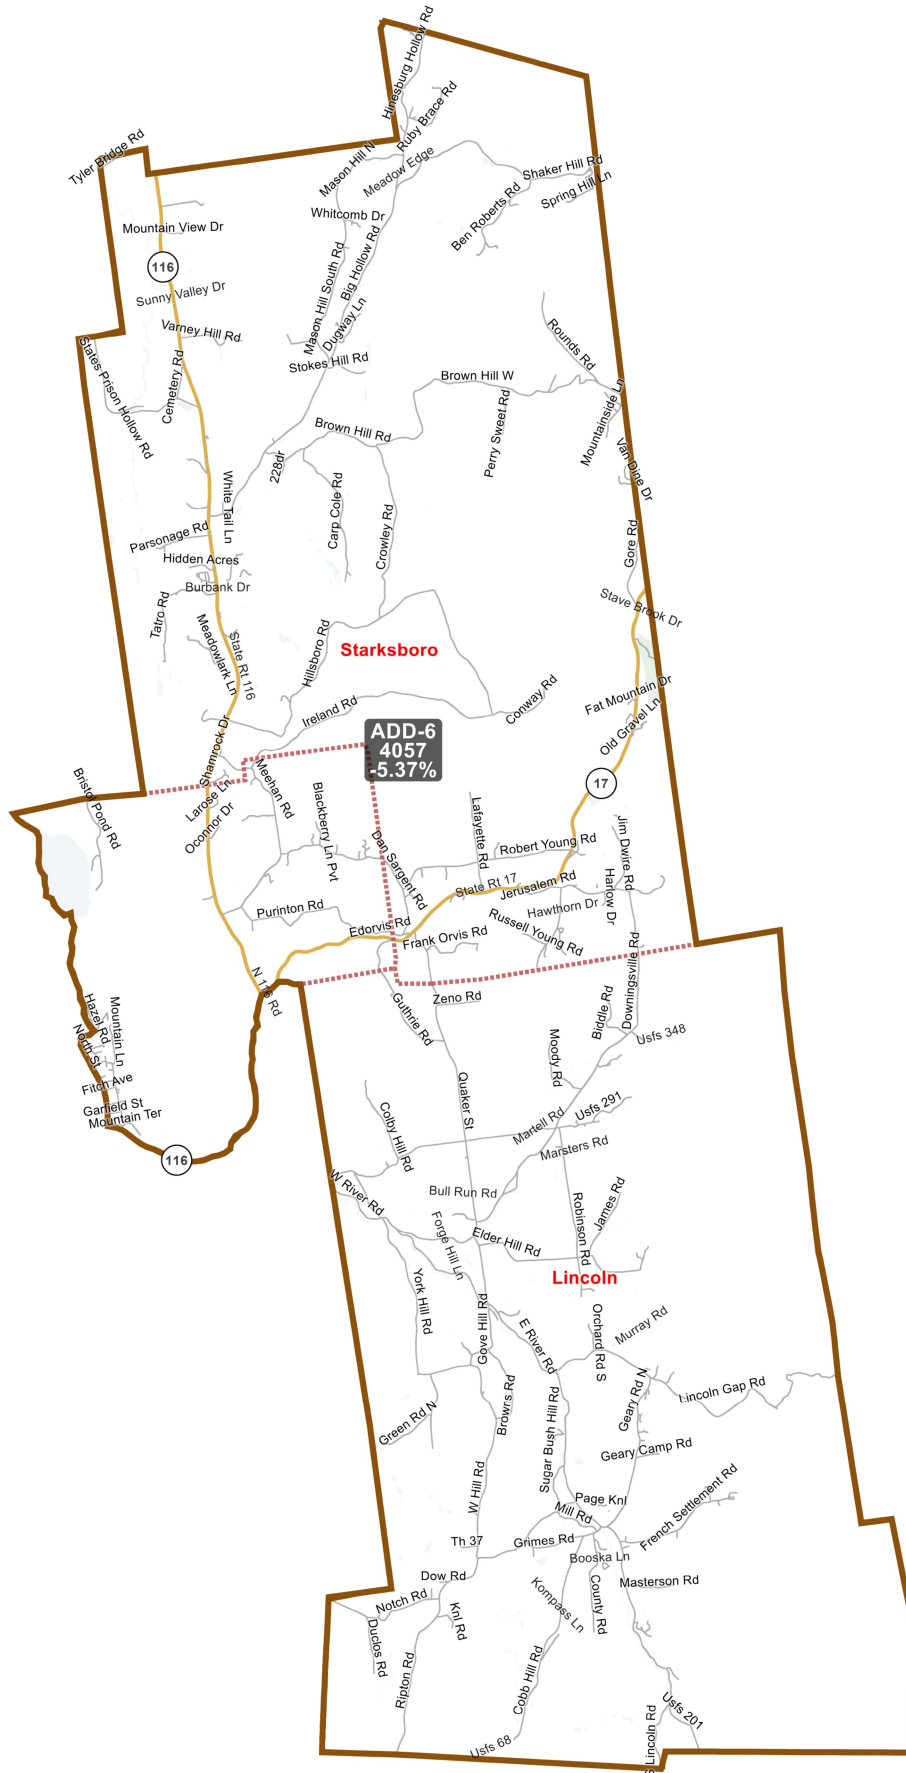 Hinesburg Hollow Rd
Ruby Brace Rd
Tyler Bridge Rd
Mason Hill N
Meadow Edge
Shaker Hill Rd
Spring Hill Ln
Ben Roberts Rd
Whitcomb Dr
Mountain View Dr
116
Big Hollow Rd
Mason Hill South Rd
Sunny Valley Dr
Dugway Ln
Varney Hill Rd
Rounds Rd
Stokes Hill Rd
States Prison Hollow Rd
Cemetery Rd
Brown Hill W
Mountainside Ln
Perry Sweet Rd
Brown Hill Rd
228dr
Van Dine Dr
White Tail Ln
Carp Cole Rd
Crowley Rd
Parsonage Rd
Gore Rd
Hidden Acres
Burbank Dr
Stave Brook Dr
Tatro Rd
Meadowlark Ln
State Rt 116
Hillsboro Rd
Starksboro
Conway Rd
Fat Mountain Dr
Ireland Rd
Old Gravel Ln
Shamrock Dr
ADD-6
4057
-5.37%
17
Bristol Pond Rd
Larose Ln
Meehan Rd
Oconnor Dr
Blackberry Ln Pvt
Lafayette Rd
Dan Sargent Rd
Robert Young Rd
Jim Dwire Rd
State Rt 17
Jerusalem Rd
Harlow Dr
Hawthorn Dr
Purinton Rd
Edorvis Rd
Frank Orvis Rd
Russell Young Rd
Downingsville Rd
N 116 Rd
Zeno Rd
Guthrie Rd
Biddle Rd
Usfs 348
Hazel Rd
Mountain Ln
North St
Moody Rd
Fitch Ave
Garfield St
Mountain Ter
116
Quaker St
Colby Hill Rd
Usfs 291
Martell Rd
Marsters Rd
W River Rd
Bull Run Rd
James Rd
Robinson Rd
Forge Hill Ln
Elder Hill Rd
Lincoln
York Hill Rd
Gove Hill Rd
E River Rd
Orchard Rd S
Murray Rd
Lincoln Gap Rd
Geary Rd N
Browns Rd
Sugar Bush Hill Rd
Green Rd N
Geary Camp Rd
W Hill Rd
French Settlement Rd
Page Knl
Mill Rd
Th 37
Grimes Rd
Booska Ln
Dow Rd
Masterson Rd
Kompass Ln
County Rd
Notch Rd
Knl Rd
Duclos Rd
Ripton Rd
Cobb Hill Rd
Usfs 201
S Lincoln Rd
Usfs 68